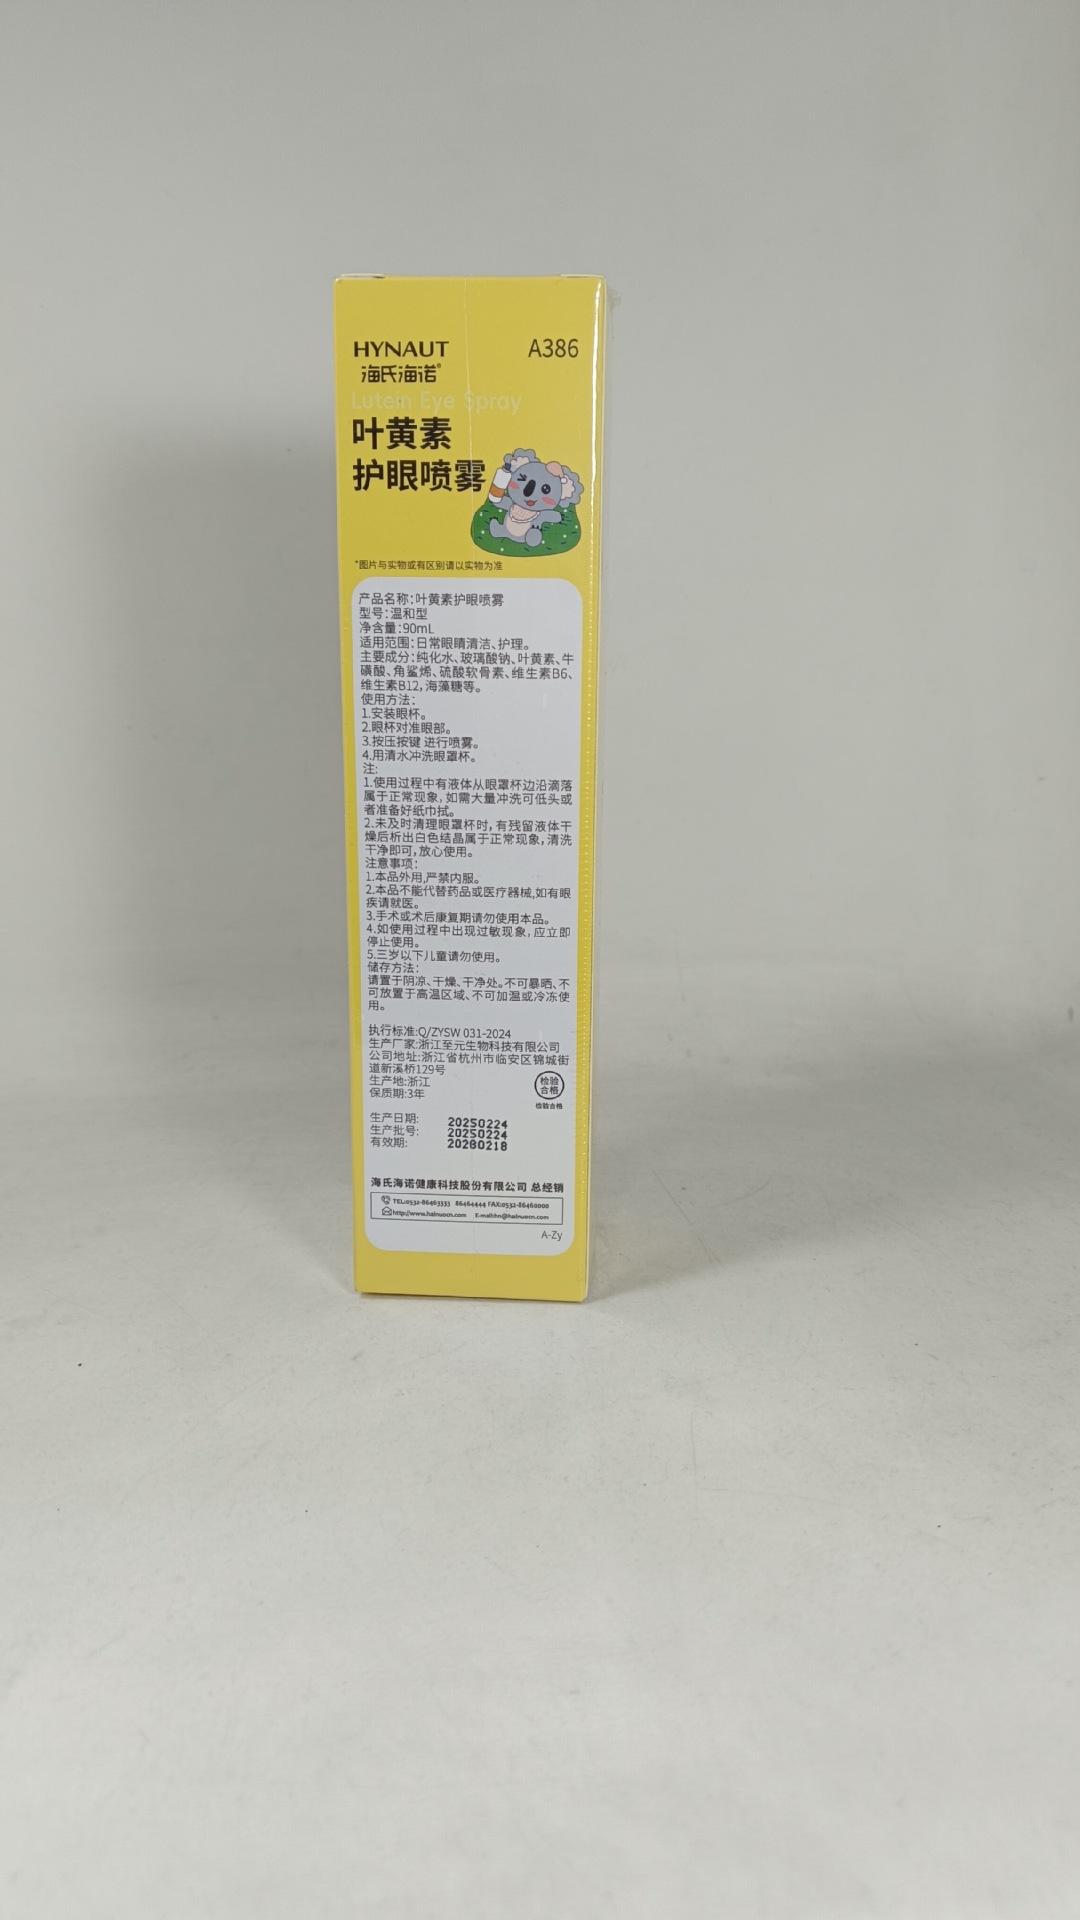 HYNAUT
A386
海氏海诺®
Lutein Eye Spray
叶黄素
护眼喷雾
*图片与实物或有区别请以实物为准
产品名称:叶黄素护眼喷雾
型号:温和型
净含量:90mL
适用范围:日常眼睛清洁、护理。
主要成分:纯化水、玻璃酸钠、叶黄素、牛
磺酸、角鲨烯、硫酸软骨素、维生素B6、
维生素B12,海藻糖等。
使用方法:
1.安装眼杯。
2.眼杯对准眼部。
3.按压按键 进行喷雾。
4.用清水冲洗眼罩杯。
注:
1.使用过程中有液体从眼罩杯边沿滴落
属于正常现象,如需大量冲洗可低头或
者准备好纸巾拭。
2.未及时清理眼罩杯时,有残留液体干
燥后析出白色结晶属于正常现象,清洗
干净即可,放心使用。
注意事项:
1.本品外用,严禁内服。
2.本品不能代替药品或医疗器械,如有眼
疾请就医。
3.手术或术后康复期请勿使用本品。
4.如使用过程中出现过敏现象,应立即
停止使用。
5.三岁以下儿童请勿使用。
储存方法:
请置于阴凉、干燥、干净处。不可暴晒、不
可放置于高温区域、不可加温或冷冻使
用。
执行标准:Q/ZYSW 031-2024
生产厂家:浙江至元生物科技有限公司
公司地址:浙江省杭州市临安区锦城街
道新溪桥129号
生产地:浙江
保质期:3年
检验
合格
检验合格
生产日期: 20250224
生产批号: 20250224
有效期: 20280218
海氏海诺健康科技股份有限公司 总经销
TEL:0532-86463333 86464444 FAX:0532-86460000
http://www.hainuocn.com E-mail:hn@hainuocn.com
A-Zy